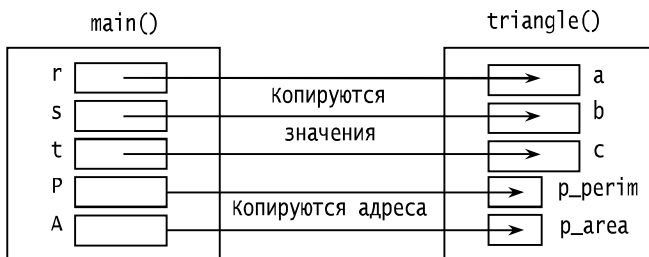 main() triangle()
r a
Копируются
s b
значения
t c
P p_perim
Копируются адреса
A p_area